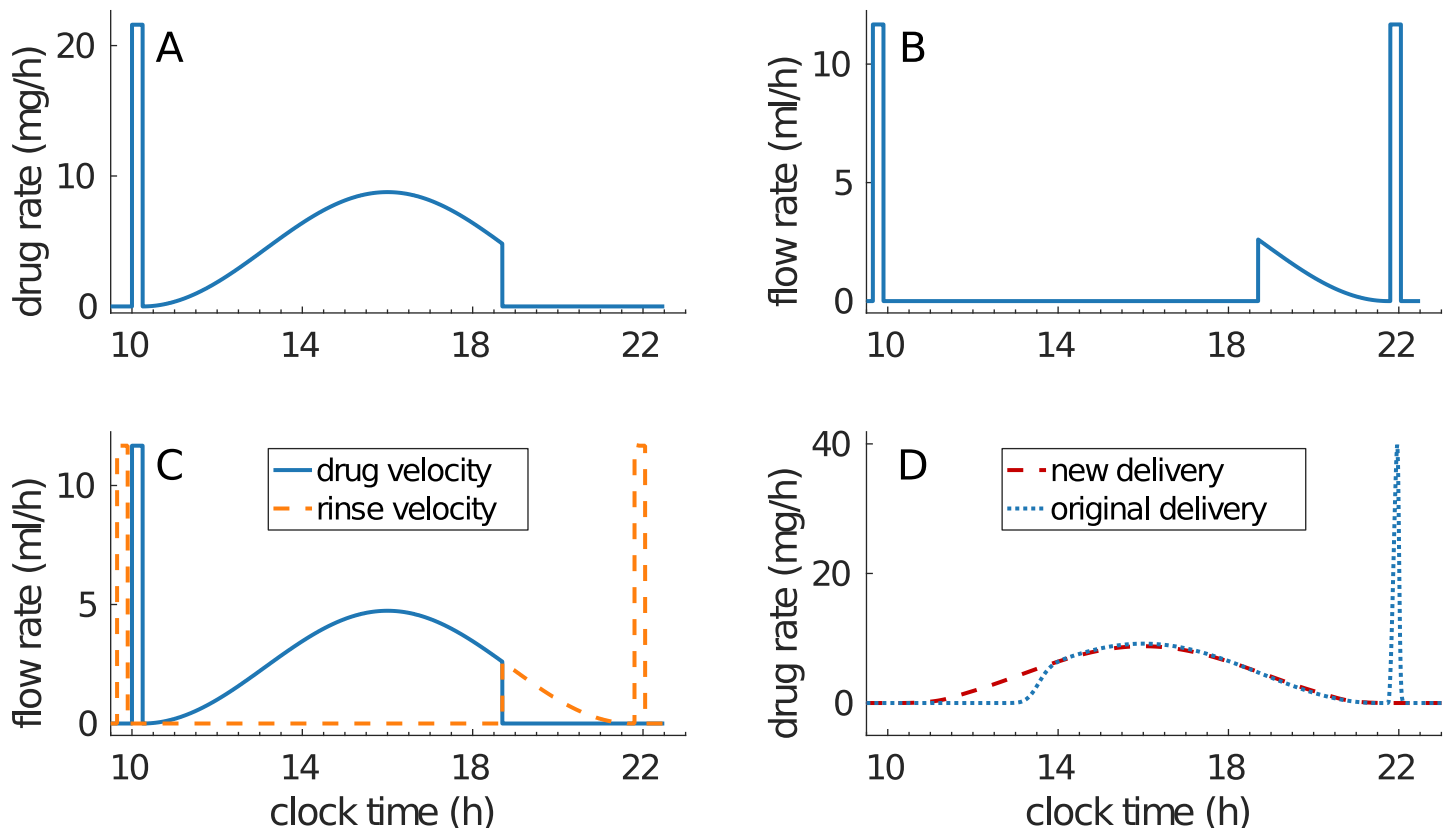 A
drug rate (mg/h)
20
10
0
10
14
18
22
B
flow rate (ml/h)
10
5
0
10
14
18
22
C
drug velocity
rinse velocity
flow rate (ml/h)
10
5
0
10
14
18
22
clock time (h)
D
new delivery
original delivery
drug rate (mg/h)
40
20
0
10
14
18
22
clock time (h)